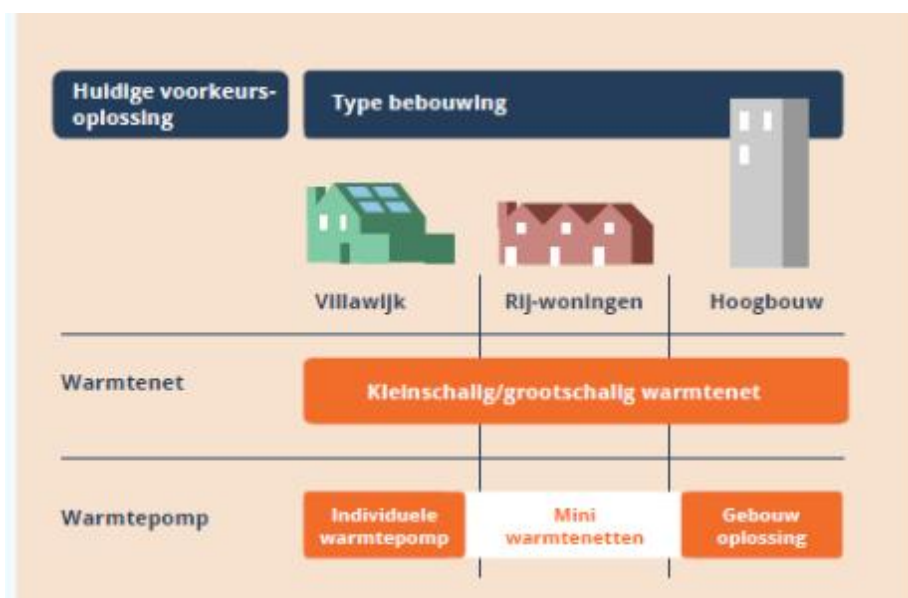 Huidige voorkeurs-
oplossing
Type bebouwing
Villawijk
Rij-woningen
Hoogbouw
Warmtenet
Kleinschalig/grootschalig warmtenet
Warmtepomp
Individuele
warmtepomp
Mini
warmtenetten
Gebouw
oplossing